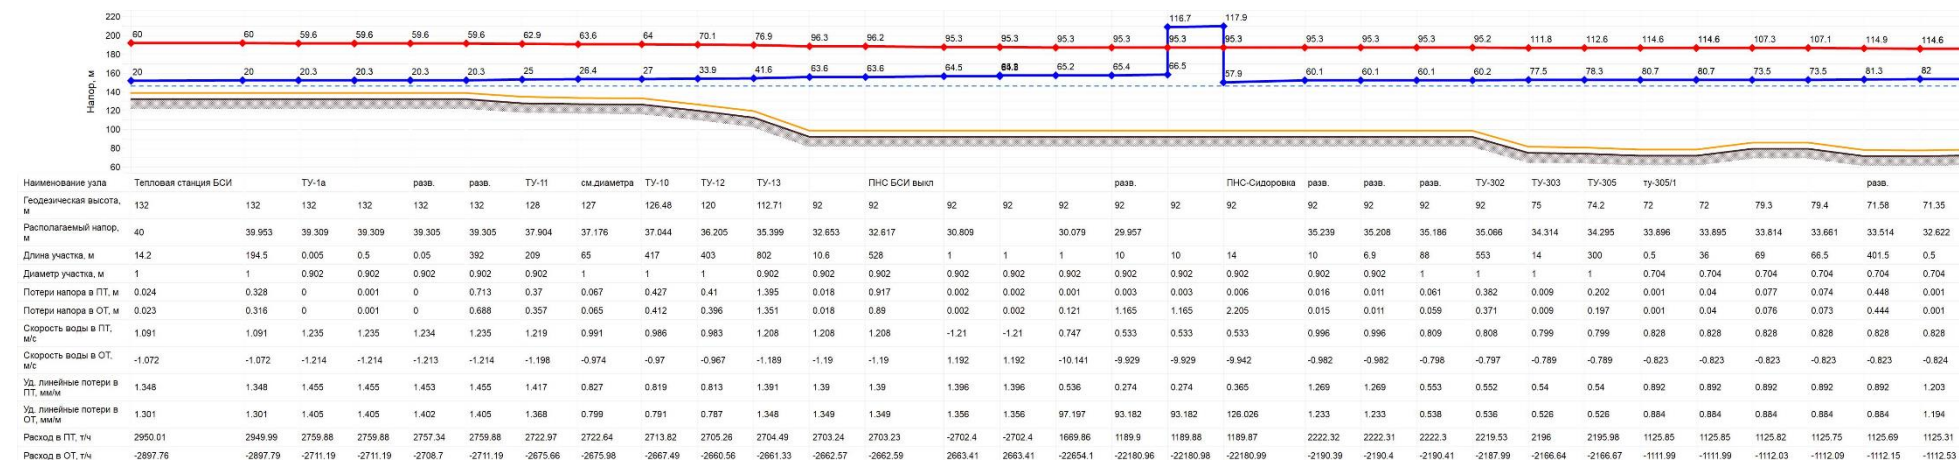 116.7 117.9
220
200 60 60 59.6 59.6 59.6 59.6 62.9 63.6 64 70.1 76.9 96.3 96.2 95.3 95.3 95.3 95.3 95.3 95.3 95.3 95.3 95.3 95.2 111.8 112.6 114.6 114.6 107.3 107.1 114.9 114.6
180
160 20 20 20.3 20.3 20.3 20.3 25 26.4 27 33.9 41.6 63.6 63.6 64.5 65.2 65.4 66.5 57.9 60.1 60.1 60.1 60.2 77.5 78.3 80.7 80.7 73.5 73.5 81.3 82
140
120
100
80
60
Напор, м
Наименование узла Тепловая станция БСИ ТУ-1а разв. разв. ТУ-11 см.диаметра ТУ-10 ТУ-12 ТУ-13 ПНС БСИ выкл разв. ПНС-Сидоровка разв. разв. разв. ТУ-302 ТУ-303 ТУ-305 ту-305/1 разв.
Геодезическая высота, м 132 132 132 132 132 132 128 127 126.48 120 112.71 92 92 92 92 92 92 92 92 92 92 92 92 75 74.2 72 72 79.3 79.4 71.58 71.35
Располагаемый напор, м 40 39.953 39.309 39.309 39.305 39.305 37.904 37.176 37.044 36.205 35.399 32.653 32.617 30.809 30.079 29.957 35.239 35.208 35.186 35.066 34.314 34.295 33.896 33.895 33.814 33.661 33.514 32.622
Длина участка, м 14.2 194.5 0.005 0.5 0.05 392 209 65 417 403 802 10.6 528 1 1 1 10 10 14 10 6.9 88 553 14 300 0.5 36 69 66.5 401.5 0.5
Диаметр участка, м 1 1 0.902 0.902 0.902 0.902 0.902 1 1 1 0.902 0.902 0.902 0.902 0.902 0.902 0.902 0.902 0.902 0.902 0.902 1 1 1 1 0.704 0.704 0.704 0.704 0.704 0.704
Потери напора в ПТ, м 0.024 0.328 0 0.001 0 0.713 0.37 0.067 0.427 0.41 1.395 0.018 0.917 0.002 0.002 0.001 0.003 0.003 0.006 0.016 0.011 0.061 0.382 0.009 0.202 0.001 0.04 0.077 0.074 0.448 0.001
Потери напора в ОТ, м 0.023 0.316 0 0.001 0 0.688 0.357 0.065 0.412 0.396 1.351 0.018 0.89 0.002 0.002 0.121 1.165 1.165 2.205 0.015 0.011 0.059 0.371 0.009 0.197 0.001 0.04 0.076 0.073 0.444 0.001
Скорость воды в ПТ, м/с 1.091 1.091 1.235 1.235 1.234 1.235 1.219 0.991 0.986 0.983 1.208 1.208 1.208 -1.21 -1.21 0.747 0.533 0.533 0.533 0.996 0.996 0.809 0.808 0.799 0.799 0.828 0.828 0.828 0.828 0.828 0.828
Скорость воды в ОТ, м/с -1.072 -1.072 -1.214 -1.214 -1.213 -1.214 -1.198 -0.974 -0.97 -0.967 -1.189 -1.19 -1.19 1.192 1.192 -10.141 -9.929 -9.929 -9.942 -0.982 -0.982 -0.798 -0.797 -0.789 -0.789 -0.823 -0.823 -0.823 -0.823 -0.823 -0.824
Уд. линейные потери в ПТ, мм/м 1.348 1.348 1.455 1.455 1.453 1.455 1.417 0.827 0.819 0.813 1.391 1.39 1.39 1.396 1.396 0.536 0.274 0.274 0.365 1.269 1.269 0.553 0.552 0.54 0.54 0.892 0.892 0.892 0.892 0.892 1.203
Уд. линейные потери в ОТ, мм/м 1.301 1.301 1.405 1.405 1.402 1.405 1.368 0.799 0.791 0.787 1.348 1.349 1.349 1.356 1.356 97.197 93.182 93.182 126.026 1.233 1.233 0.538 0.536 0.526 0.526 0.884 0.884 0.884 0.884 0.884 1.194
Расход в ПТ, т/ч 2950.01 2949.99 2759.88 2759.88 2757.34 2759.88 2722.97 2722.64 2713.82 2705.26 2704.49 2703.24 2703.23 -2702.4 -2702.4 1669.86 1189.9 1189.88 1189.87 2222.32 2222.31 2222.3 2219.53 2196 2195.98 1125.85 1125.85 1125.82 1125.75 1125.69 1125.31
Расход в ОТ, т/ч -2897.76 -2897.79 -2711.19 -2711.19 -2708.7 -2711.19 -2675.66 -2675.98 -2667.49 -2660.56 -2661.33 -2662.57 -2662.59 2663.41 2663.41 -22654.1 -22180.96 -22180.98 -22180.99 -2190.39 -2190.4 -2190.41 -2187.99 -2166.64 -2166.67 -1111.99 -1111.99 -1112.03 -1112.09 -1112.15 -1112.53